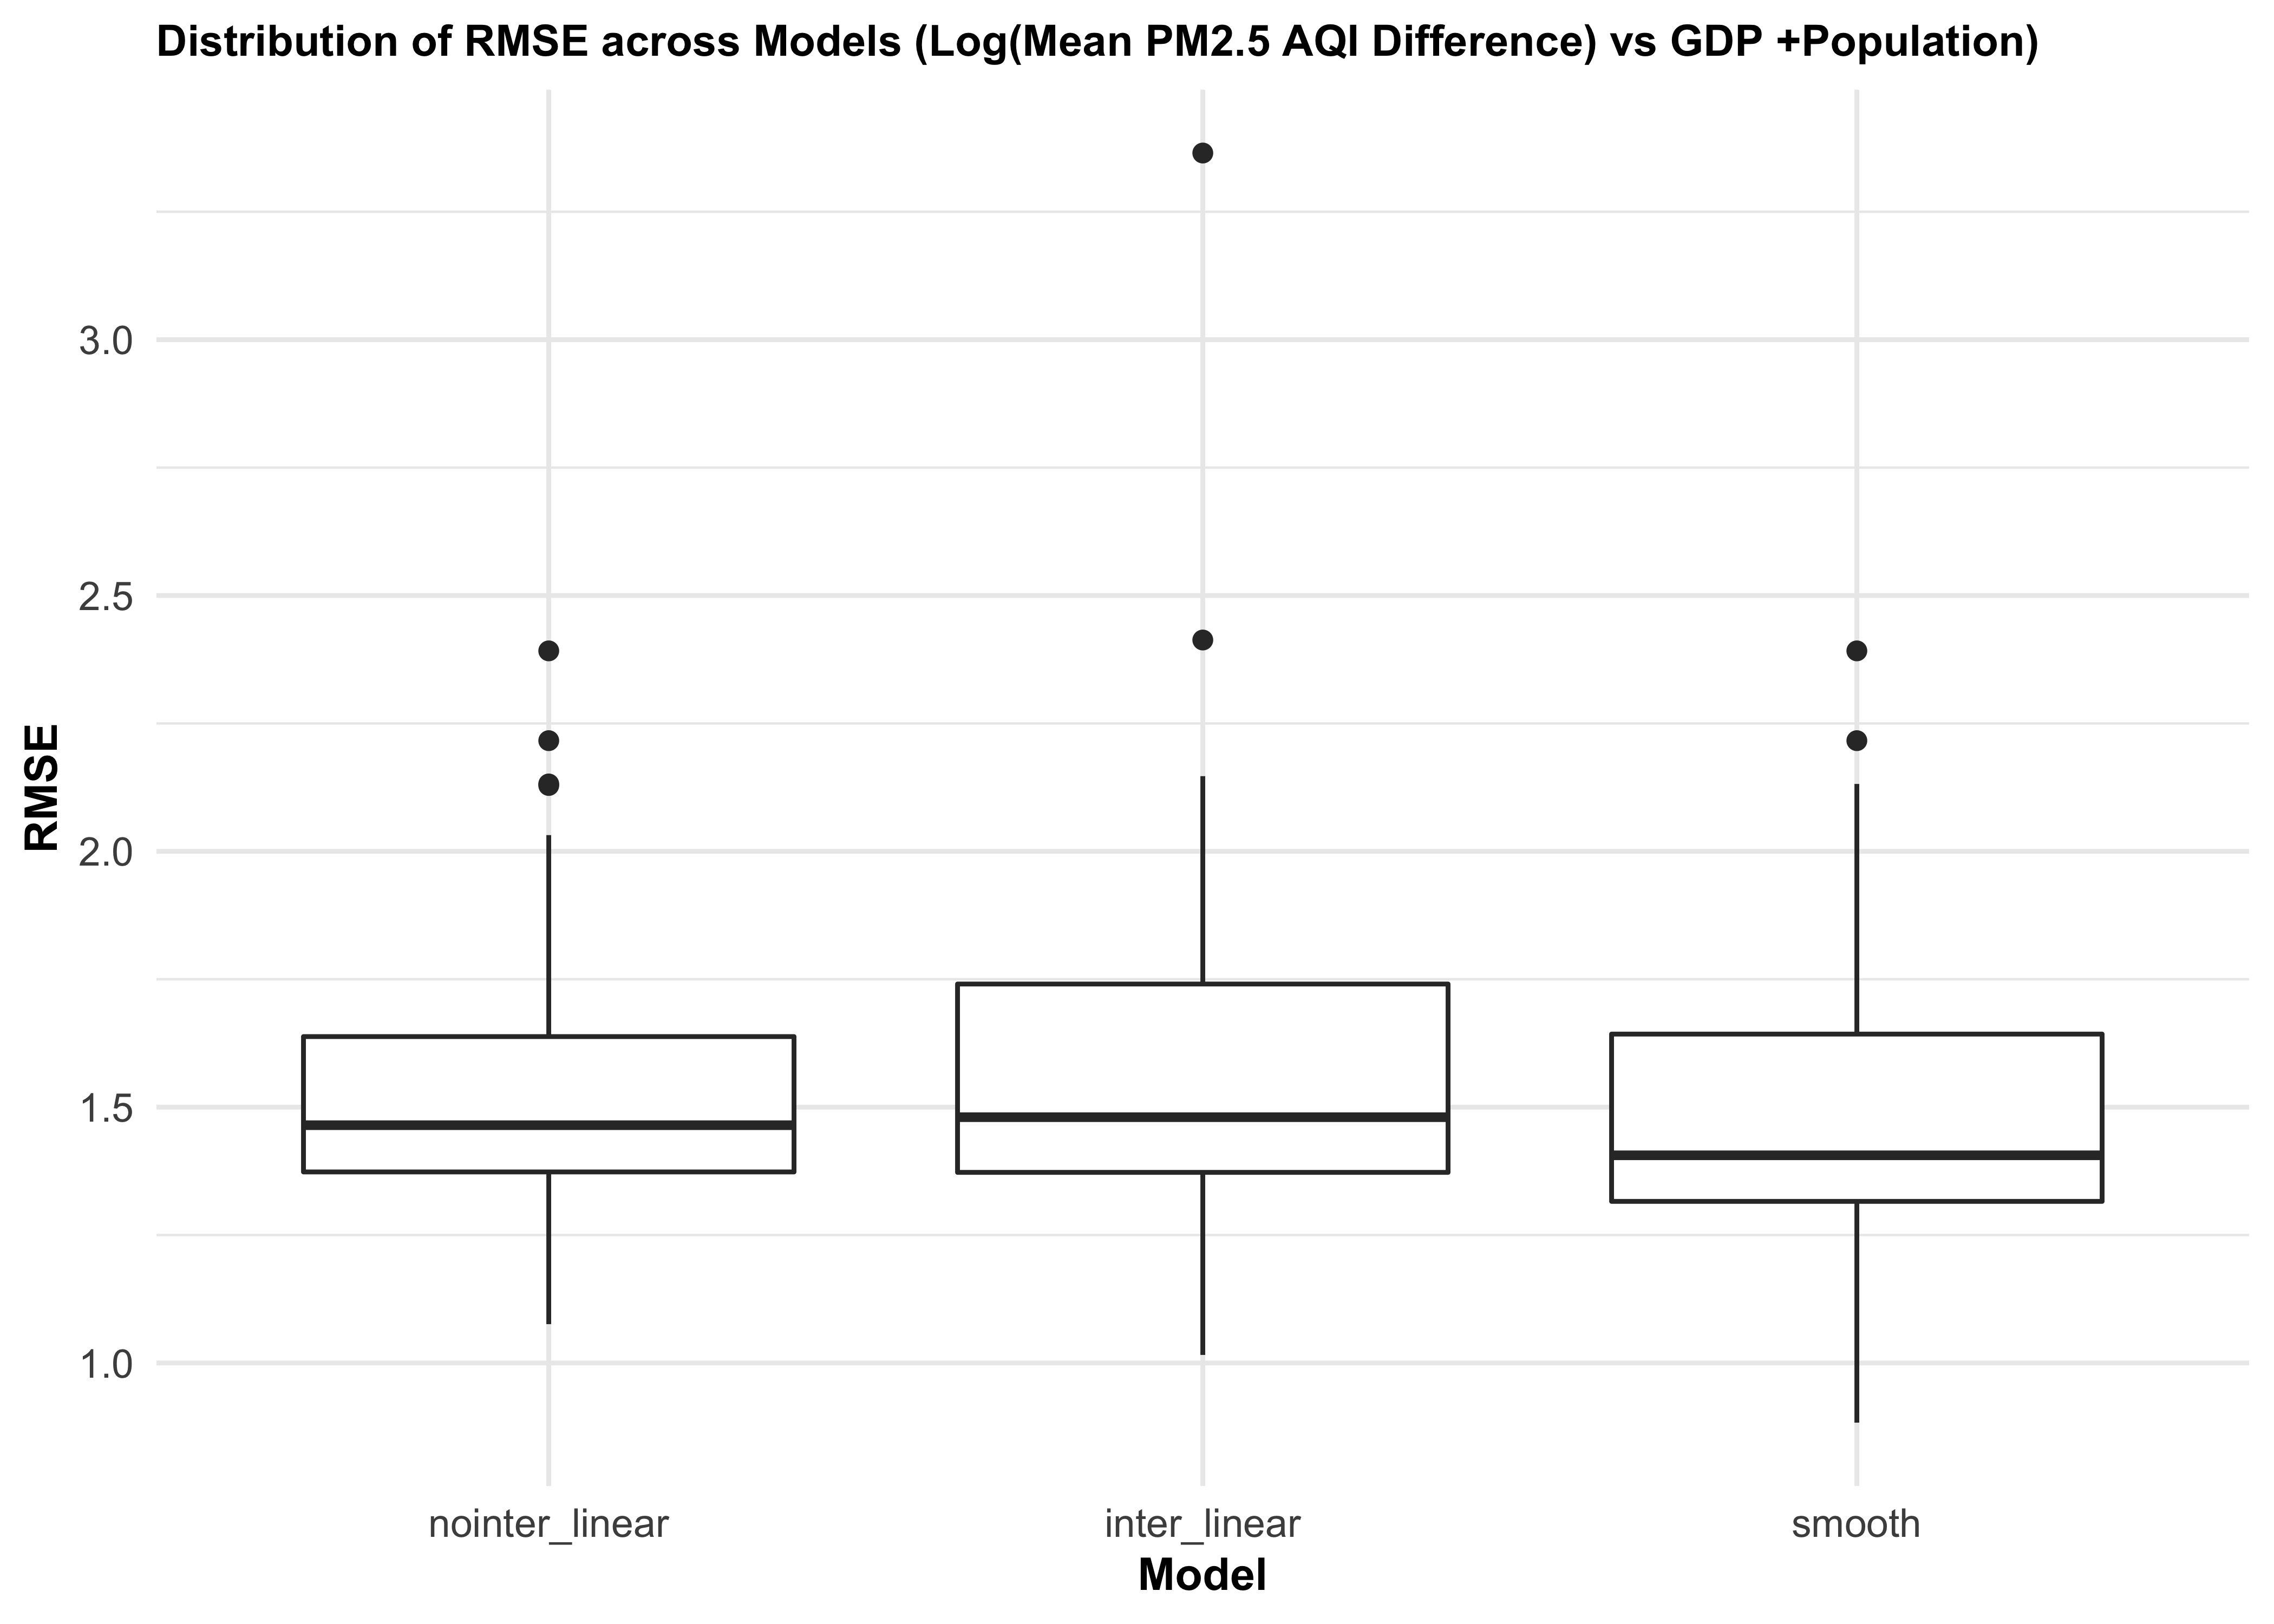 Distribution of RMSE across Models (Log(Mean PM2.5 AQI Difference) vs GDP +Population)
RMSE
3.0
2.5
2.0
1.5
1.0
nointer_linear
inter_linear
smooth
Model